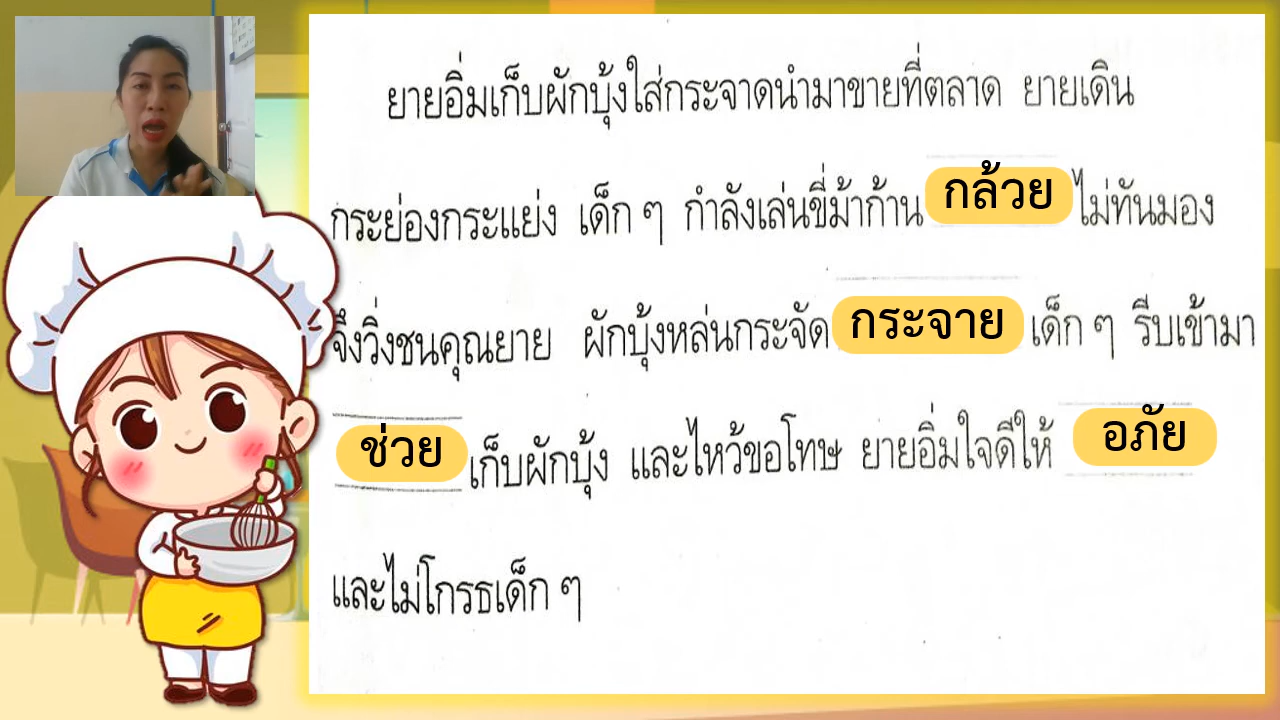 ยายอิ่มเก็บผักบุ้งใส่กระจาดนำมาขายที่ตลาด ยายเดิน
กระย่องกระแย่ง เด็ก ๆ กำลังเล่นขี่ม้าก้าน กล้วย ไม่ทันมอง
จึงวิ่งชนคุณยาย ผักบุ้งหล่นกระจัด กระจาย เด็ก ๆ รีบเข้ามา
ช่วย เก็บผักบุ้ง และไหว้ขอโทษ ยายอิ่มใจดีให้ อภัย
และไม่โกรธเด็ก ๆ